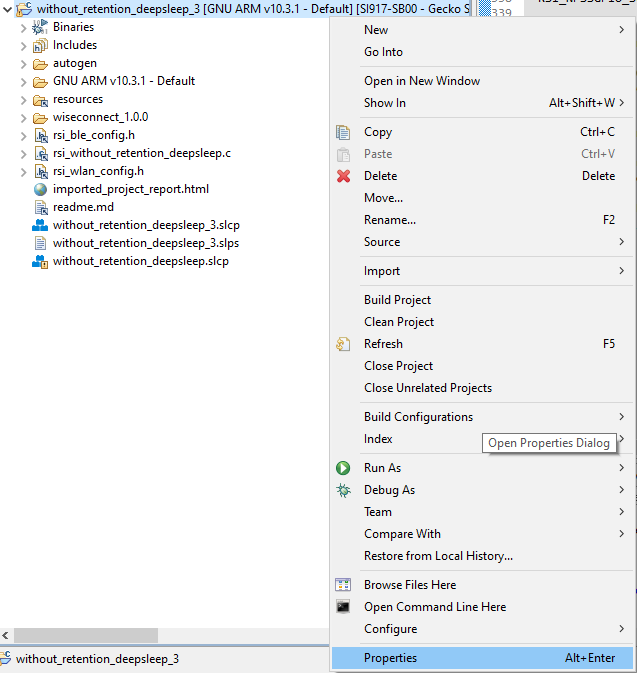 without_retention_deepsleep_3 [GNU ARM v10.3.1 - Default] [SI917-SB00 - Gecko S
339
Binaries
Includes
autogen
GNU ARM v10.3.1 - Default
resources
wiseconnect_1.0.0
rsi_ble_config.h
rsi_without_retention_deepsleep.c
rsi_wlan_config.h
imported_project_report.html
readme.md
without_retention_deepsleep_3.slcp
without_retention_deepsleep_3.slps
without_retention_deepsleep.slcp
without_retention_deepsleep_3
New
Go Into
Open in New Window
Show In Alt+Shift+W
Copy Ctrl+C
Paste Ctrl+V
Delete Delete
Move...
Rename... F2
Source
Import
Build Project
Clean Project
Refresh F5
Close Project
Close Unrelated Projects
Build Configurations
Index
Open Properties Dialog
Run As
Debug As
Team
Compare With
Restore from Local History...
Browse Files Here
Open Command Line Here
Configure
Properties Alt+Enter